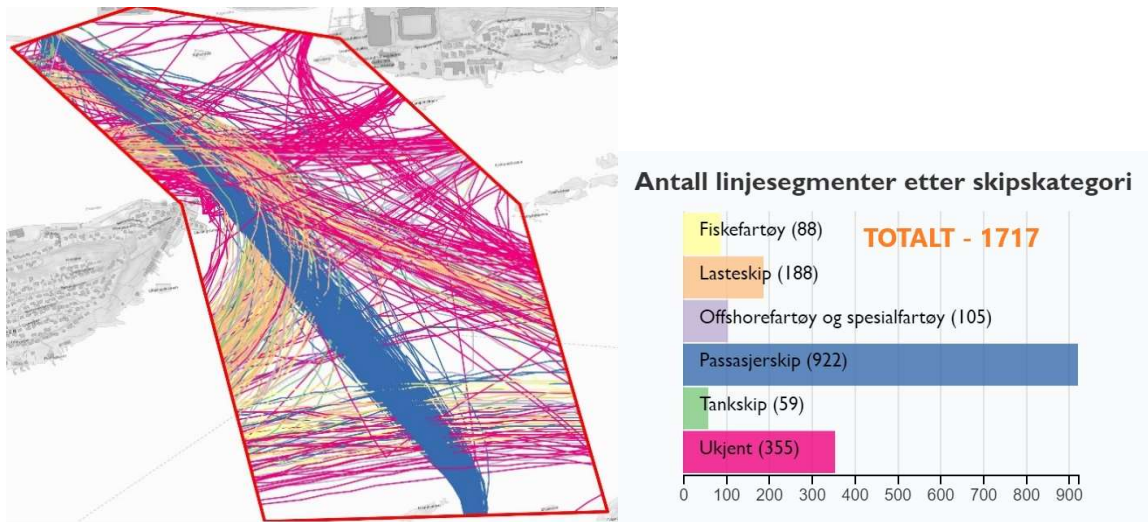 Antall linjesegmenter etter skipskategori
Fiskefartøy (88)
TOTALT - 1717
Lasteskip (188)
Offshorefartøy og spesialfartøy (105)
Passasjerskip (922)
Tankskip (59)
Ukjent (355)
0 100 200 300 400 500 600 700 800 900